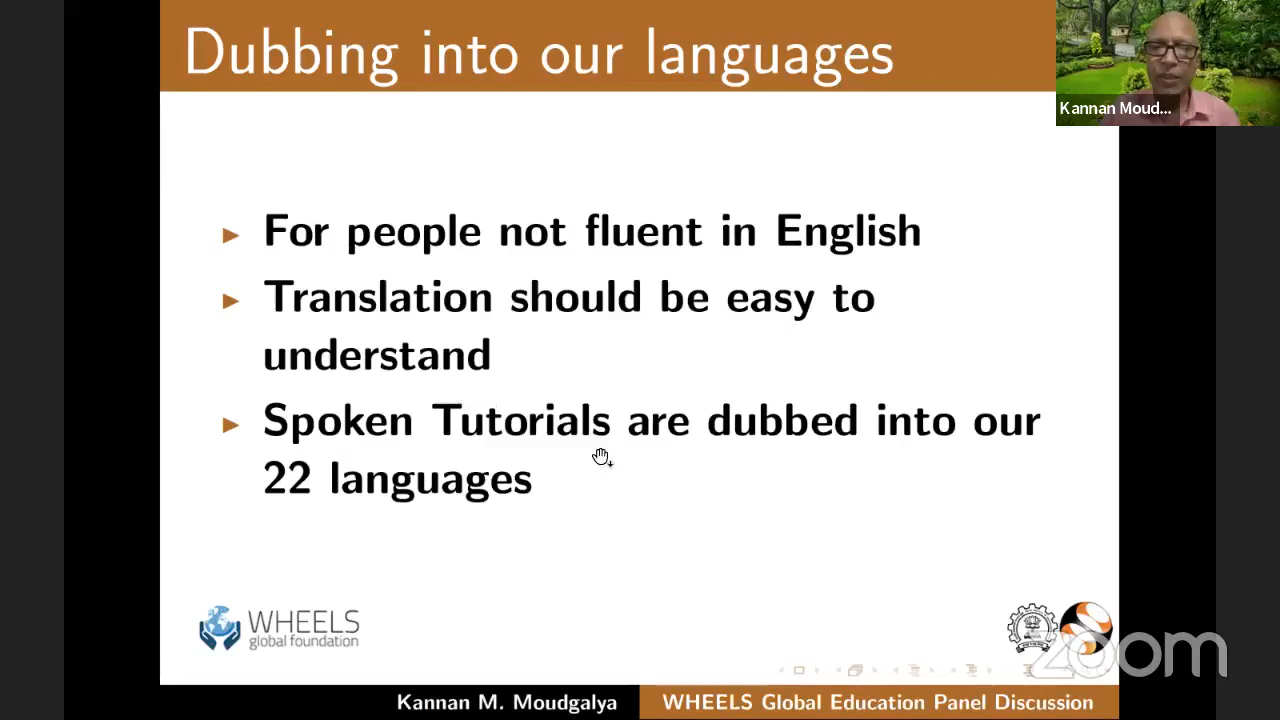 Dubbing into our languages
Kannan Moud...
For people not fluent in English
Translation should be easy to
understand
Spoken Tutorials are dubbed into our
22 languages
WHEELS
global foundation
zoom
Kannan M. Moudgalya
WHEELS Global Education Panel Discussion